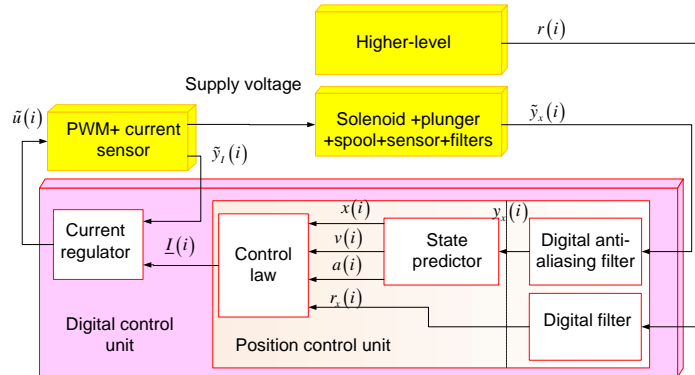 Higher-level
r(i)
Supply voltage
ũ(i)
PWM+ current
sensor
Solenoid +plunger
+spool+sensor+filters
ỹₓ(i)
ỹ_I(i)
x(i)
yₓ(i)
Current
regulator
I(i)
Control
law
v(i)
a(i)
rₓ(i)
State
predictor
Digital anti-
aliasing filter
Digital filter
Digital control
unit
Position control unit